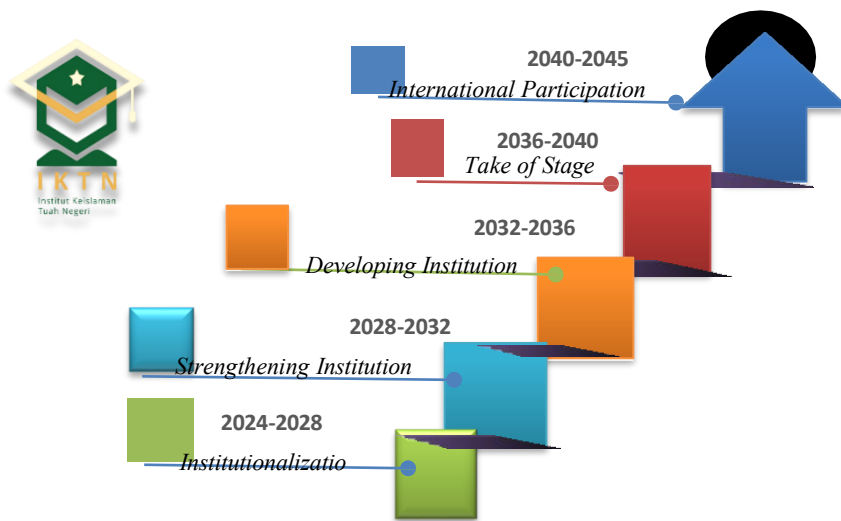 2040-2045
International Participation
2036-2040
Take of Stage
IKTN
Institut Keislaman
Tuah Negeri
2032-2036
Developing Institution
2028-2032
Strengthening Institution
2024-2028
Institutionalizatio